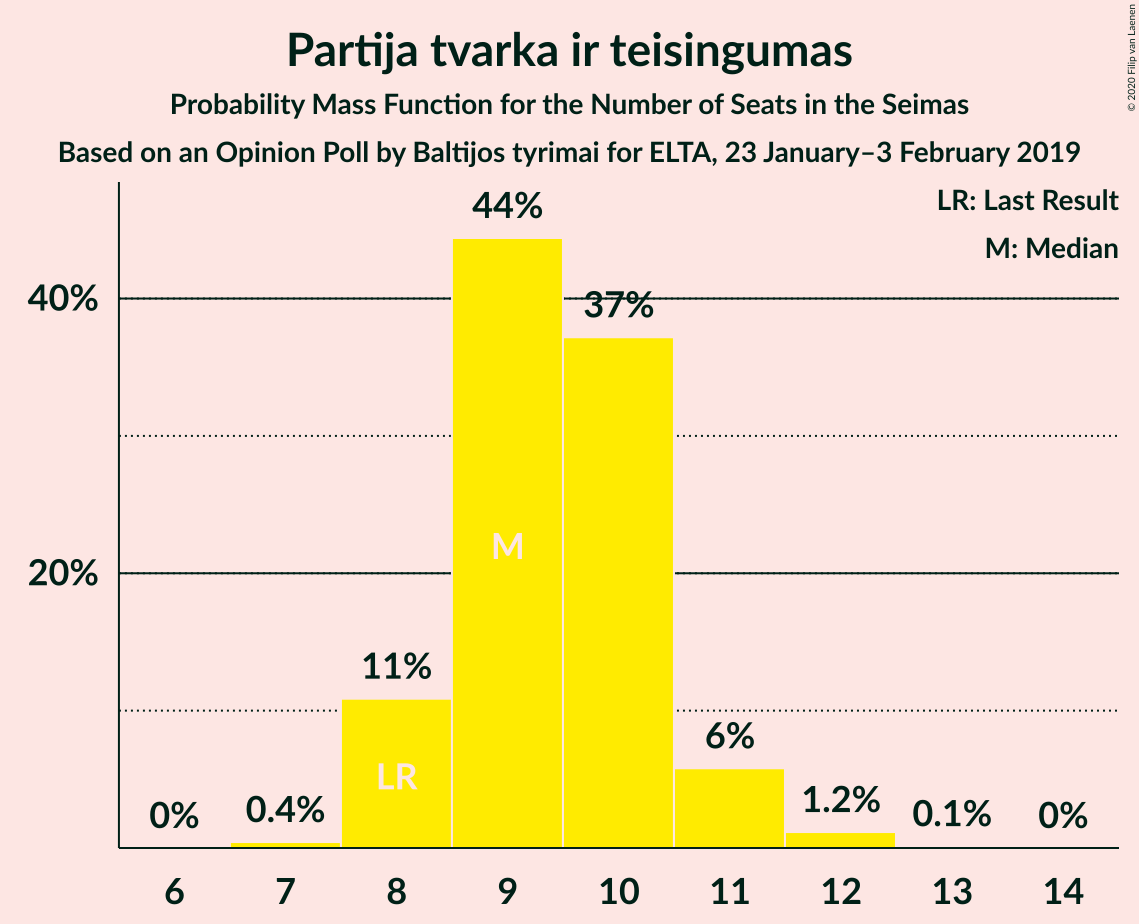 Partija tvarka ir teisingumas
Probability Mass Function for the Number of Seats in the Seimas
Based on an Opinion Poll by Baltijos tyrimai for ELTA, 23 January–3 February 2019
© 2020 Filip van Laenen
LR: Last Result
M: Median
40%
20%
0%
0.4%
11%
44%
37%
6%
1.2%
0.1%
0%
LR
M
6 7 8 9 10 11 12 13 14